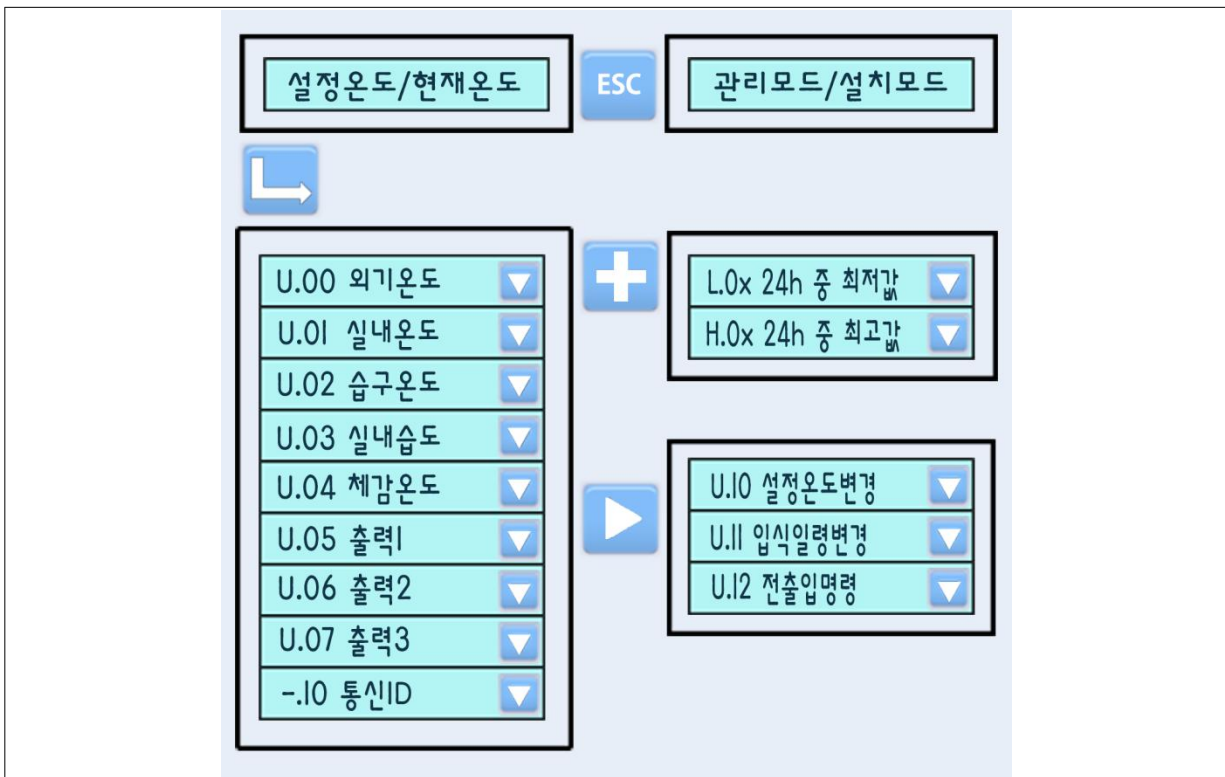 설정온도/현재온도
ESC
관리모드/설치모드
U.00 외기온도
U.01 실내온도
U.02 습구온도
U.03 실내습도
U.04 체감온도
U.05 출력1
U.06 출력2
U.07 출력3
-.10 통신ID
L.0x 24h 중 최저값
H.0x 24h 중 최고값
U.10 설정온도변경
U.11 입식일령변경
U.12 전출입명령